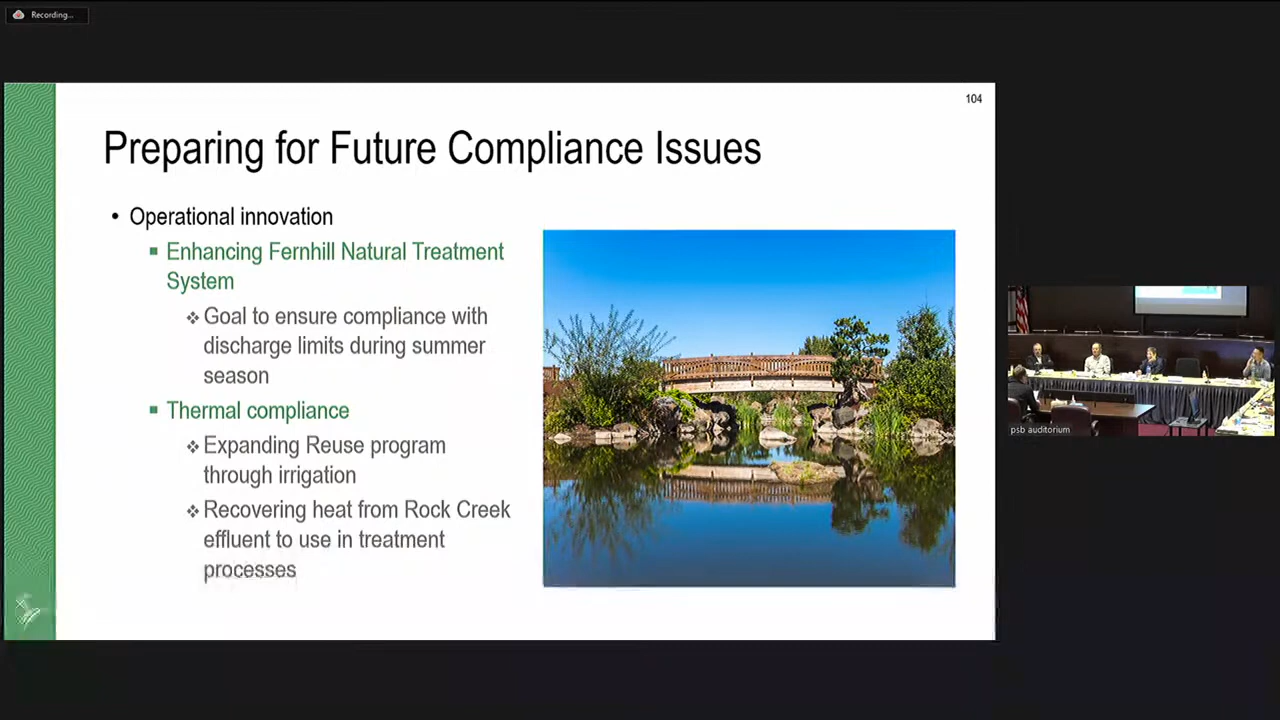 Recording...
104
Preparing for Future Compliance Issues
• Operational innovation
▪ Enhancing Fernhill Natural Treatment
System
❖ Goal to ensure compliance with
discharge limits during summer
season
▪ Thermal compliance
❖ Expanding Reuse program
through irrigation
❖ Recovering heat from Rock Creek
effluent to use in treatment
processes
psb auditorium